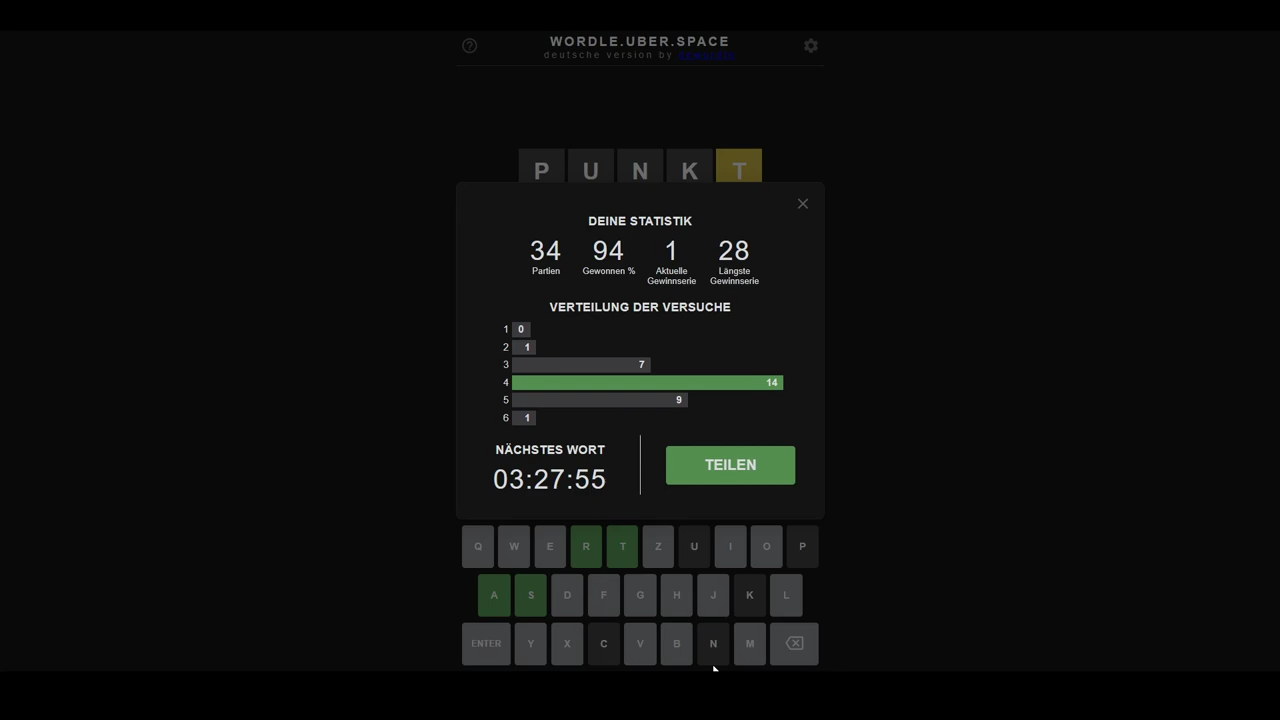 WORDLE.UBER.SPACE
deutsche version by
P U N K T
DEINE STATISTIK
34 94 1 28
Partien Gewonnen % Aktuelle Gewinnserie Längste Gewinnserie
VERTEILUNG DER VERSUCHE
1 0
2 1
3 7
4 14
5 9
6 1
NÄCHSTES WORT
03:27:55
TEILEN
Q W E R T Z U I O P
A S D F G H J K L
ENTER Y X C V B N M